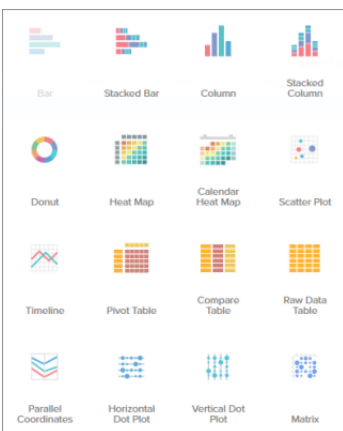 Bar
Stacked Bar
Column
Stacked
Column
Donut
Heat Map
Calendar
Heat Map
Scatter Plot
Timeline
Pivot Table
Compare
Table
Raw Data
Table
Parallel
Coordinates
Horizontal
Dot Plot
Vertical Dot
Plot
Matrix